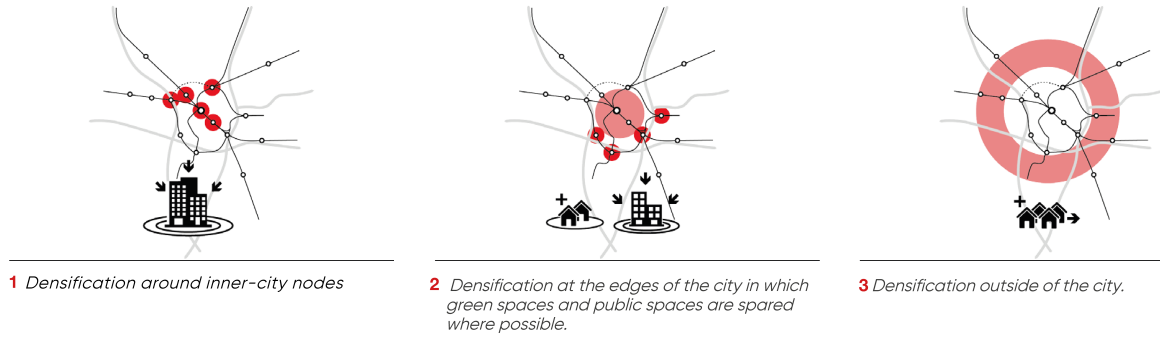 1 Densification around inner-city nodes
2 Densification at the edges of the city in which
green spaces and public spaces are spared
where possible.
3 Densification outside of the city.